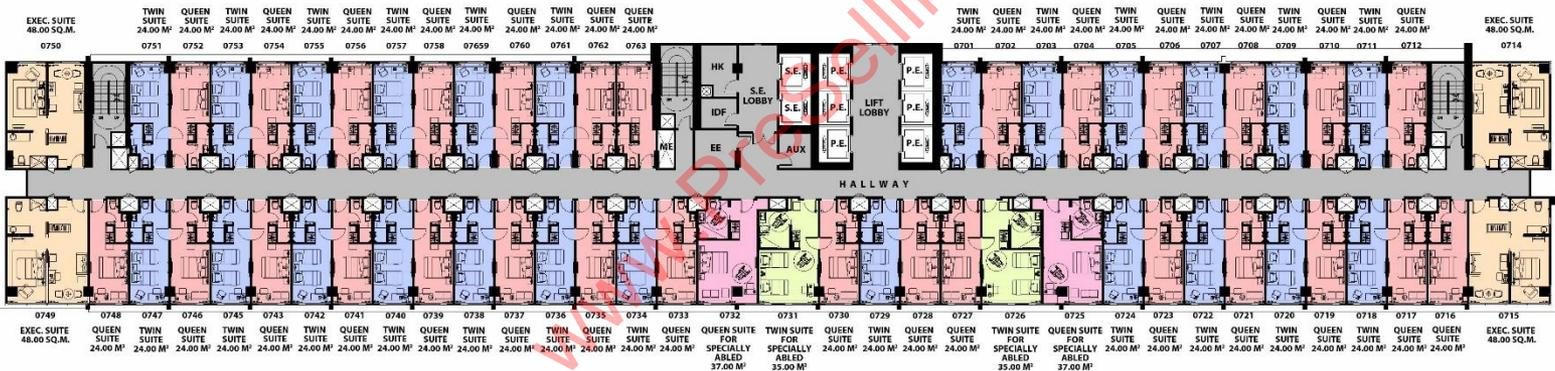 TWIN QUEEN TWIN QUEEN TWIN QUEEN TWIN QUEEN TWIN QUEEN TWIN QUEEN QUEEN
EXEC. SUITE SUITE SUITE SUITE SUITE SUITE SUITE SUITE SUITE SUITE SUITE SUITE SUITE SUITE
48.00 SQ.M. 24.00 M² 24.00 M² 24.00 M² 24.00 M² 24.00 M² 24.00 M² 24.00 M² 24.00 M² 24.00 M² 24.00 M² 24.00 M² 24.00 M² 24.00 M²
0750 0751 0752 0753 0754 0755 0756 0757 0758 07659 0760 0761 0762 0763
TWIN QUEEN TWIN QUEEN TWIN QUEEN TWIN QUEEN TWIN QUEEN TWIN QUEEN
SUITE SUITE SUITE SUITE SUITE SUITE SUITE SUITE SUITE SUITE SUITE SUITE EXEC. SUITE
24.00 M² 24.00 M² 24.00 M² 24.00 M² 24.00 M² 24.00 M² 24.00 M² 24.00 M² 24.00 M² 24.00 M² 24.00 M² 24.00 M² 48.00 SQ.M.
0701 0702 0703 0704 0705 0706 0707 0708 0709 0710 0711 0712 0714
HK
S.E.
LOBBY
IDF
EE
ME
AUX
S.E. P.E. P.E.
S.E. P.E. P.E.
P.E. P.E.
LIFT
LOBBY
HALLWAY
0749 0748 0747 0746 0745 0743 0742 0741 0740 0739 0738 0737 0736 0734 0733 0732 0731 0730 0729 0728 0727 0726 0725 0724 0723 0722 0721 0720 0719 0718 0717 0716 0715
EXEC. SUITE
48.00 SQ.M.
QUEEN TWIN QUEEN TWIN QUEEN TWIN QUEEN TWIN QUEEN TWIN QUEEN TWIN QUEEN TWIN QUEEN
SUITE SUITE SUITE SUITE SUITE SUITE SUITE SUITE SUITE SUITE SUITE SUITE SUITE SUITE SUITE
24.00 M² 24.00 M² 24.00 M² 24.00 M² 24.00 M² 24.00 M² 24.00 M² 24.00 M² 24.00 M² 24.00 M² 24.00 M² 24.00 M² 24.00 M² 24.00 M² 24.00 M²
QUEEN SUITE
FOR
SPECIALLY
ABLED
37.00 M²
TWIN SUITE
FOR
SPECIALLY
ABLED
35.00 M²
QUEEN TWIN QUEEN QUEEN
SUITE SUITE SUITE SUITE
24.00 M² 24.00 M² 24.00 M² 24.00 M²
TWIN SUITE
FOR
SPECIALLY
ABLED
35.00 M²
QUEEN SUITE
FOR
SPECIALLY
ABLED
37.00 M²
TWIN QUEEN TWIN QUEEN TWIN QUEEN TWIN QUEEN QUEEN
SUITE SUITE SUITE SUITE SUITE SUITE SUITE SUITE SUITE
24.00 M² 24.00 M² 24.00 M² 24.00 M² 24.00 M² 24.00 M² 24.00 M² 24.00 M² 24.00 M²
EXEC. SUITE
48.00 SQ.M.
www.PreSelli